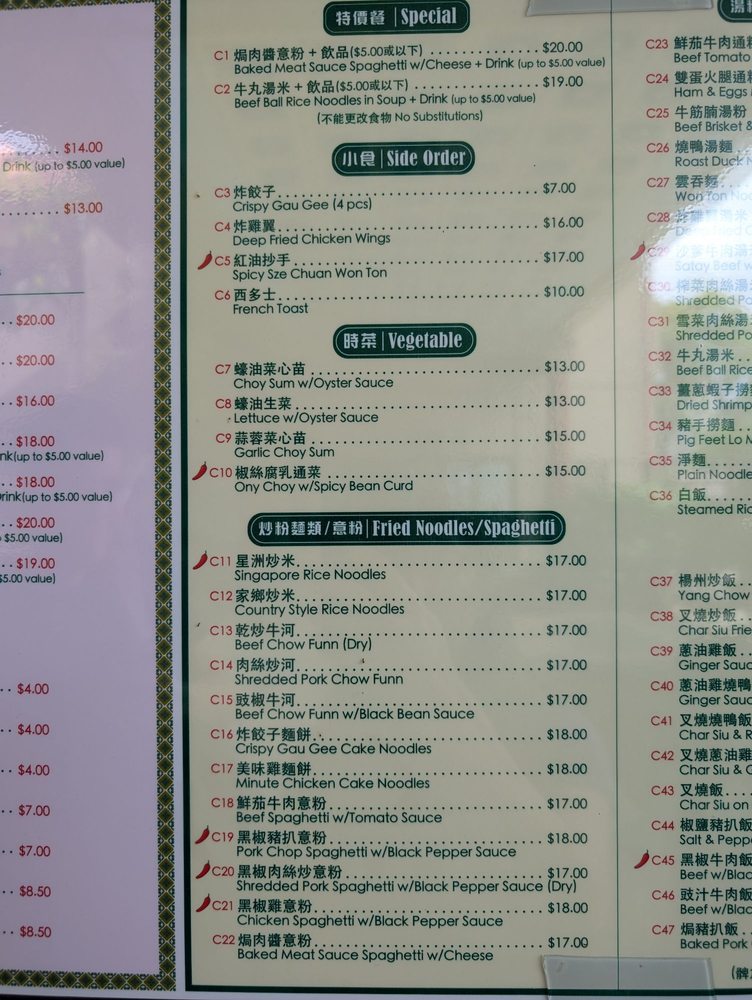 $14.00
Drink (up to $5.00 value)
$13.00
$20.00
$20.00
$16.00
$18.00
(up to $5.00 value)
$18.00
(up to $5.00 value)
$20.00
$5.00 value)
$19.00
$5.00 value)
$4.00
$4.00
$4.00
$7.00
$7.00
$8.50
$8.50
特價餐 | Special
C1 焗肉醬意粉 + 飲品($5.00或以下) $20.00
Baked Meat Sauce Spaghetti w/Cheese + Drink (up to $5.00 value)
C2 牛丸湯米 + 飲品($5.00或以下) $19.00
Beef Ball Rice Noodles in Soup + Drink (up to $5.00 value)
(不能更改食物 No Substitutions)
小食 | Side Order
C3 炸餃子 $7.00
Crispy Gau Gee (4 pcs)
C4 炸雞翼 $16.00
Deep Fried Chicken Wings
C5 紅油抄手 $17.00
Spicy Sze Chuan Won Ton
C6 西多士 $10.00
French Toast
時菜 | Vegetable
C7 蠔油菜心苗 $13.00
Choy Sum w/Oyster Sauce
C8 蠔油生菜 $13.00
Lettuce w/Oyster Sauce
C9 蒜蓉菜心苗 $15.00
Garlic Choy Sum
C10 椒絲腐乳通菜 $15.00
Ony Choy w/Spicy Bean Curd
炒粉麵類/意粉 | Fried Noodles/Spaghetti
C11 星洲炒米 $17.00
Singapore Rice Noodles
C12 家鄉炒米 $17.00
Country Style Rice Noodles
C13 乾炒牛河 $17.00
Beef Chow Funn (Dry)
C14 肉絲炒河 $17.00
Shredded Pork Chow Funn
C15 豉椒牛河 $17.00
Beef Chow Funn w/Black Bean Sauce
C16 炸餃子麵餅 $18.00
Crispy Gau Gee Cake Noodles
C17 美味雞麵餅 $18.00
Minute Chicken Cake Noodles
C18 鮮茄牛肉意粉 $17.00
Beef Spaghetti w/Tomato Sauce
C19 黑椒豬扒意粉 $18.00
Pork Chop Spaghetti w/Black Pepper Sauce
C20 黑椒肉絲炒意粉 $17.00
Shredded Pork Spaghetti w/Black Pepper Sauce (Dry)
C21 黑椒雞意粉 $18.00
Chicken Spaghetti w/Black Pepper Sauce
C22 焗肉醬意粉 $17.00
Baked Meat Sauce Spaghetti w/Cheese
C23 鮮茄牛肉通
Beef Tomato
C24 雙蛋火腿通
Ham & Eggs
C25 牛筋腩湯粉
Beef Brisket &
C26 燒鴨湯麵
Roast Duck
C27 雲吞麵
Won Ton
C28
C29
Satay Beef
C30 榨菜肉絲湯
Shredded
C31 雪菜肉絲湯
Shredded
C32 牛丸湯米
Beef Ball Rice
C33 薑蔥蝦子撈
Dried Shrimp
C34 豬手撈麵
Pig Feet Lo
C35 淨麵
Plain Noodle
C36 白飯
Steamed
C37 楊州炒飯
Yang Chow
C38 叉燒炒飯
Char Siu
C39 蔥油雞飯
Ginger
C40 蔥油雞燒鴨
Ginger
C41 叉燒燒鴨飯
Char Siu &
C42 叉燒蔥油雞
Char Siu &
C43 叉燒飯
Char Siu on
C44 椒鹽豬扒飯
Salt &
C45 黑椒牛肉飯
Beef
C46 豉汁牛肉飯
Beef
C47 焗豬扒飯
Baked Pork